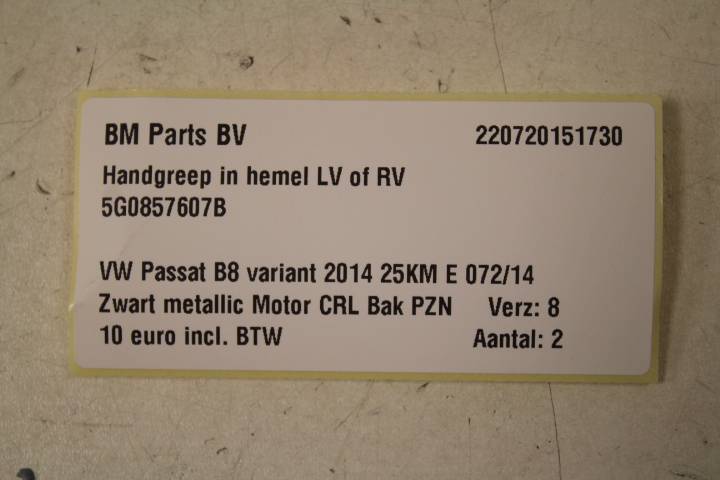 BM Parts BV 220720151730
Handgreep in hemel LV of RV
5G0857607B
VW Passat B8 variant 2014 25KM E 072/14
Zwart metallic Motor CRL Bak PZN Verz: 8
10 euro incl. BTW Aantal: 2